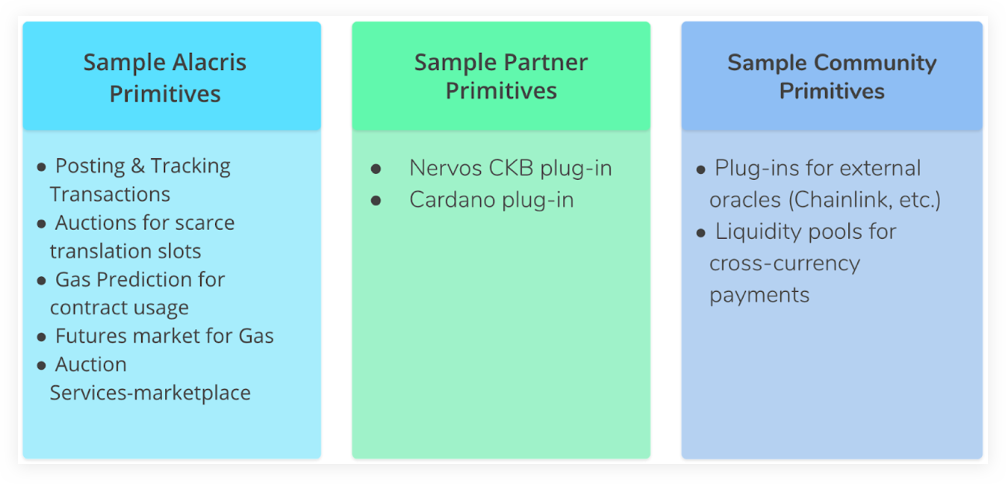 Sample Alacris
Primitives
● Posting & Tracking
Transactions
● Auctions for scarce
translation slots
● Gas Prediction for
contract usage
● Futures market for Gas
● Auction
Services-marketplace
Sample Partner
Primitives
● Nervos CKB plug-in
● Cardano plug-in
Sample Community
Primitives
● Plug-ins for external
oracles (Chainlink, etc.)
● Liquidity pools for
cross-currency
payments